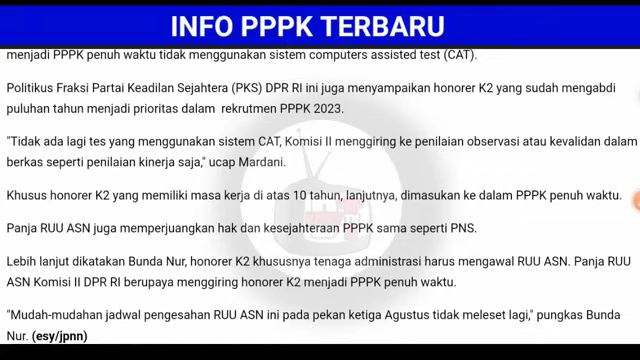 INFO PPPK TERBARU
menjadi PPPK penuh waktu tidak menggunakan sistem computers assisted test (CAT).
Politikus Fraksi Partai Keadilan Sejahtera (PKS) DPR RI ini juga menyampaikan honorer K2 yang sudah mengabdi
puluhan tahun menjadi prioritas dalam rekrutmen PPPK 2023.
"Tidak ada lagi tes yang menggunakan sistem CAT, Komisi II menggiring ke penilaian observasi atau kevalidan dalam
berkas seperti penilaian kinerja saja," ucap Mardani.
Khusus honorer K2 yang memiliki masa kerja di atas 10 tahun, lanjutnya, dimasukan ke dalam PPPK penuh waktu.
Panja RUU ASN juga memperjuangkan hak dan kesejahteraan PPPK sama seperti PNS.
Lebih lanjut dikatakan Bunda Nur, honorer K2 khususnya tenaga administrasi harus mengawal RUU ASN. Panja RUU
ASN Komisi II DPR RI berupaya menggiring honorer K2 menjadi PPPK penuh waktu.
"Mudah-mudahan jadwal pengesahan RUU ASN ini pada pekan ketiga Agustus tidak meleset lagi," pungkas Bunda
Nur. (esy/jpnn)